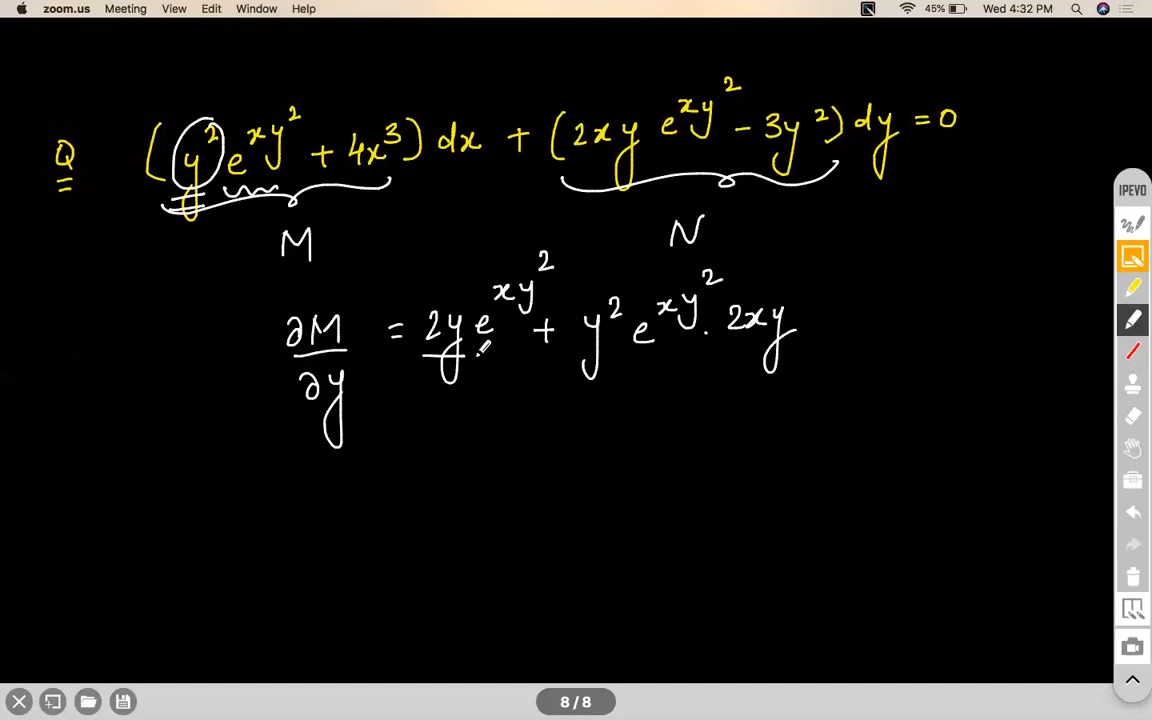 zoom.us Meeting View Edit Window Help 45% Wed 4:32 PM
Q (y² e^{xy²} + 4x³) dx + (2xy e^{xy²} - 3y²) dy = 0
IPEVO
M N
∂M/∂y = 2y e^{xy²} + y² e^{xy²} . 2xy
8 / 8